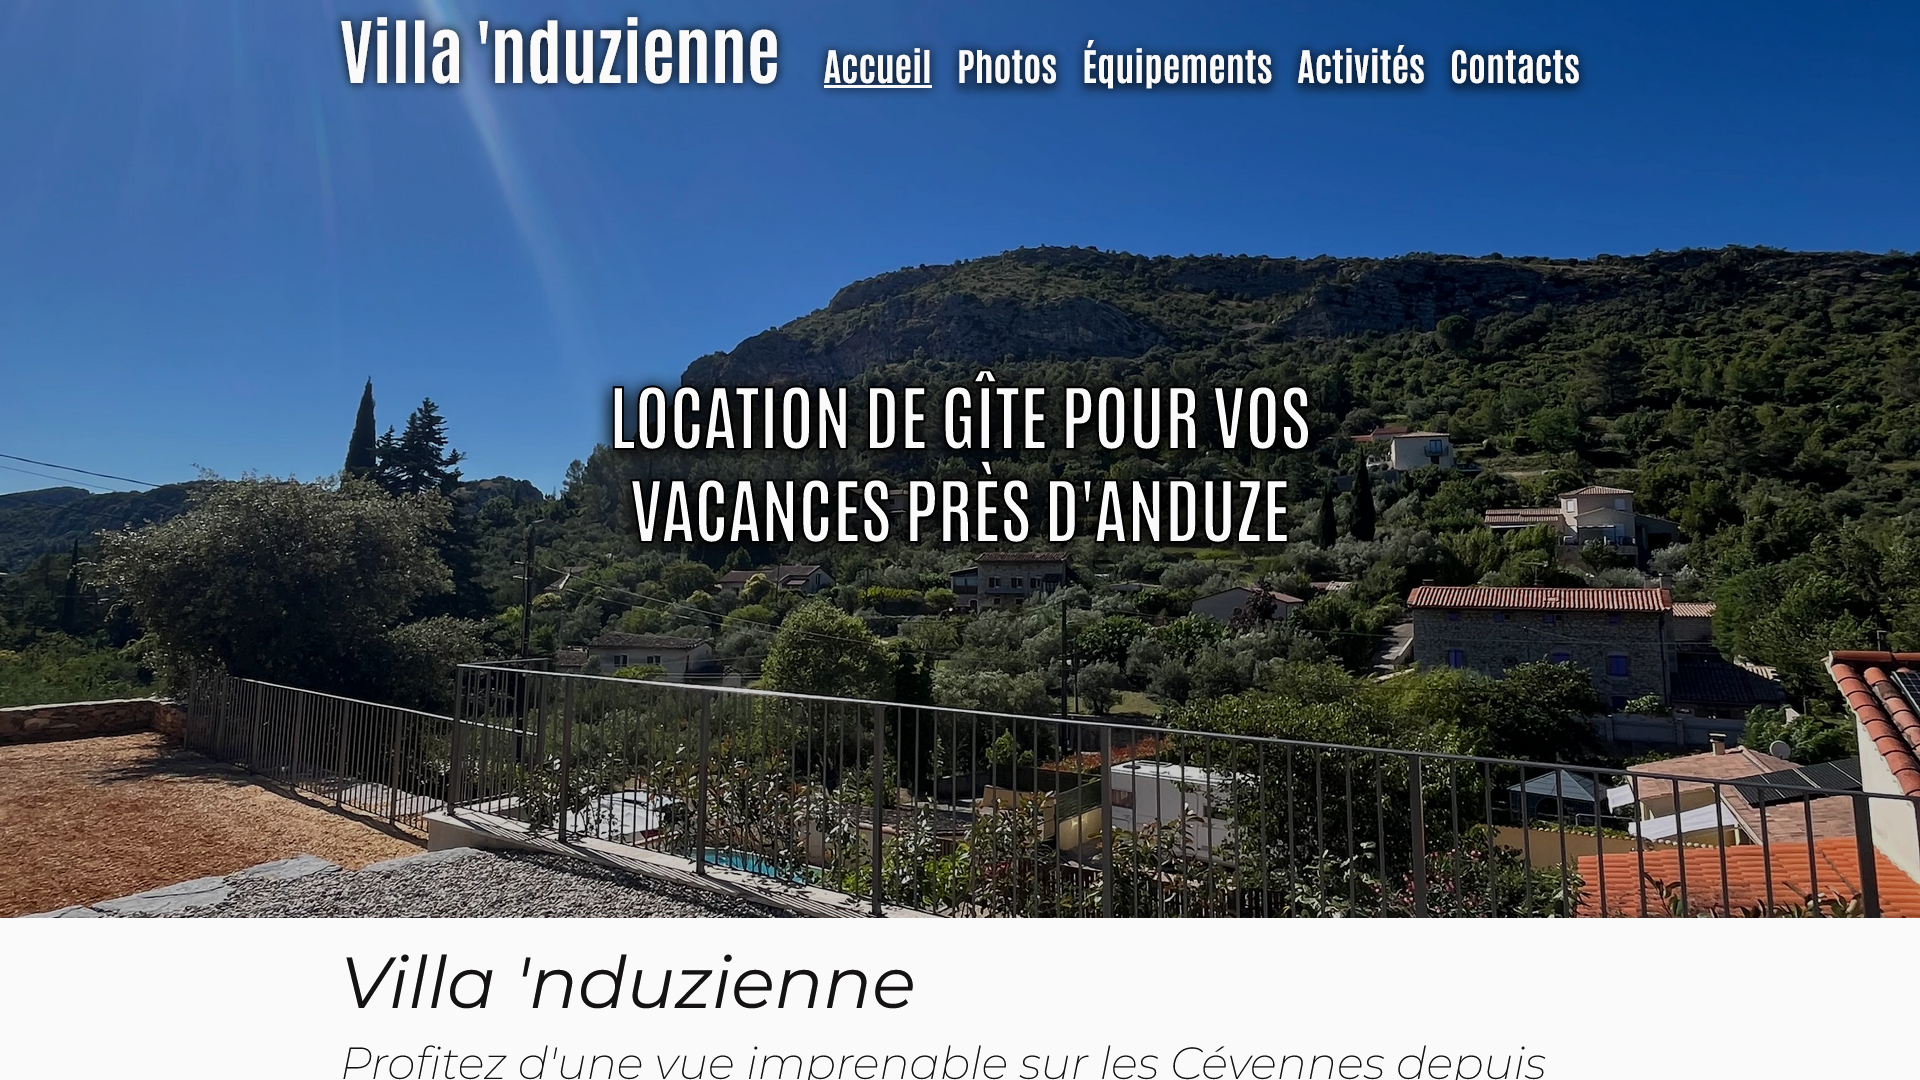 Villa 'nduzienne
Accueil Photos Équipements Activités Contacts
LOCATION DE GÎTE POUR VOS
VACANCES PRÈS D'ANDUZE
Villa 'nduzienne
Profitez d'une vue imprenable sur les Cévennes depuis